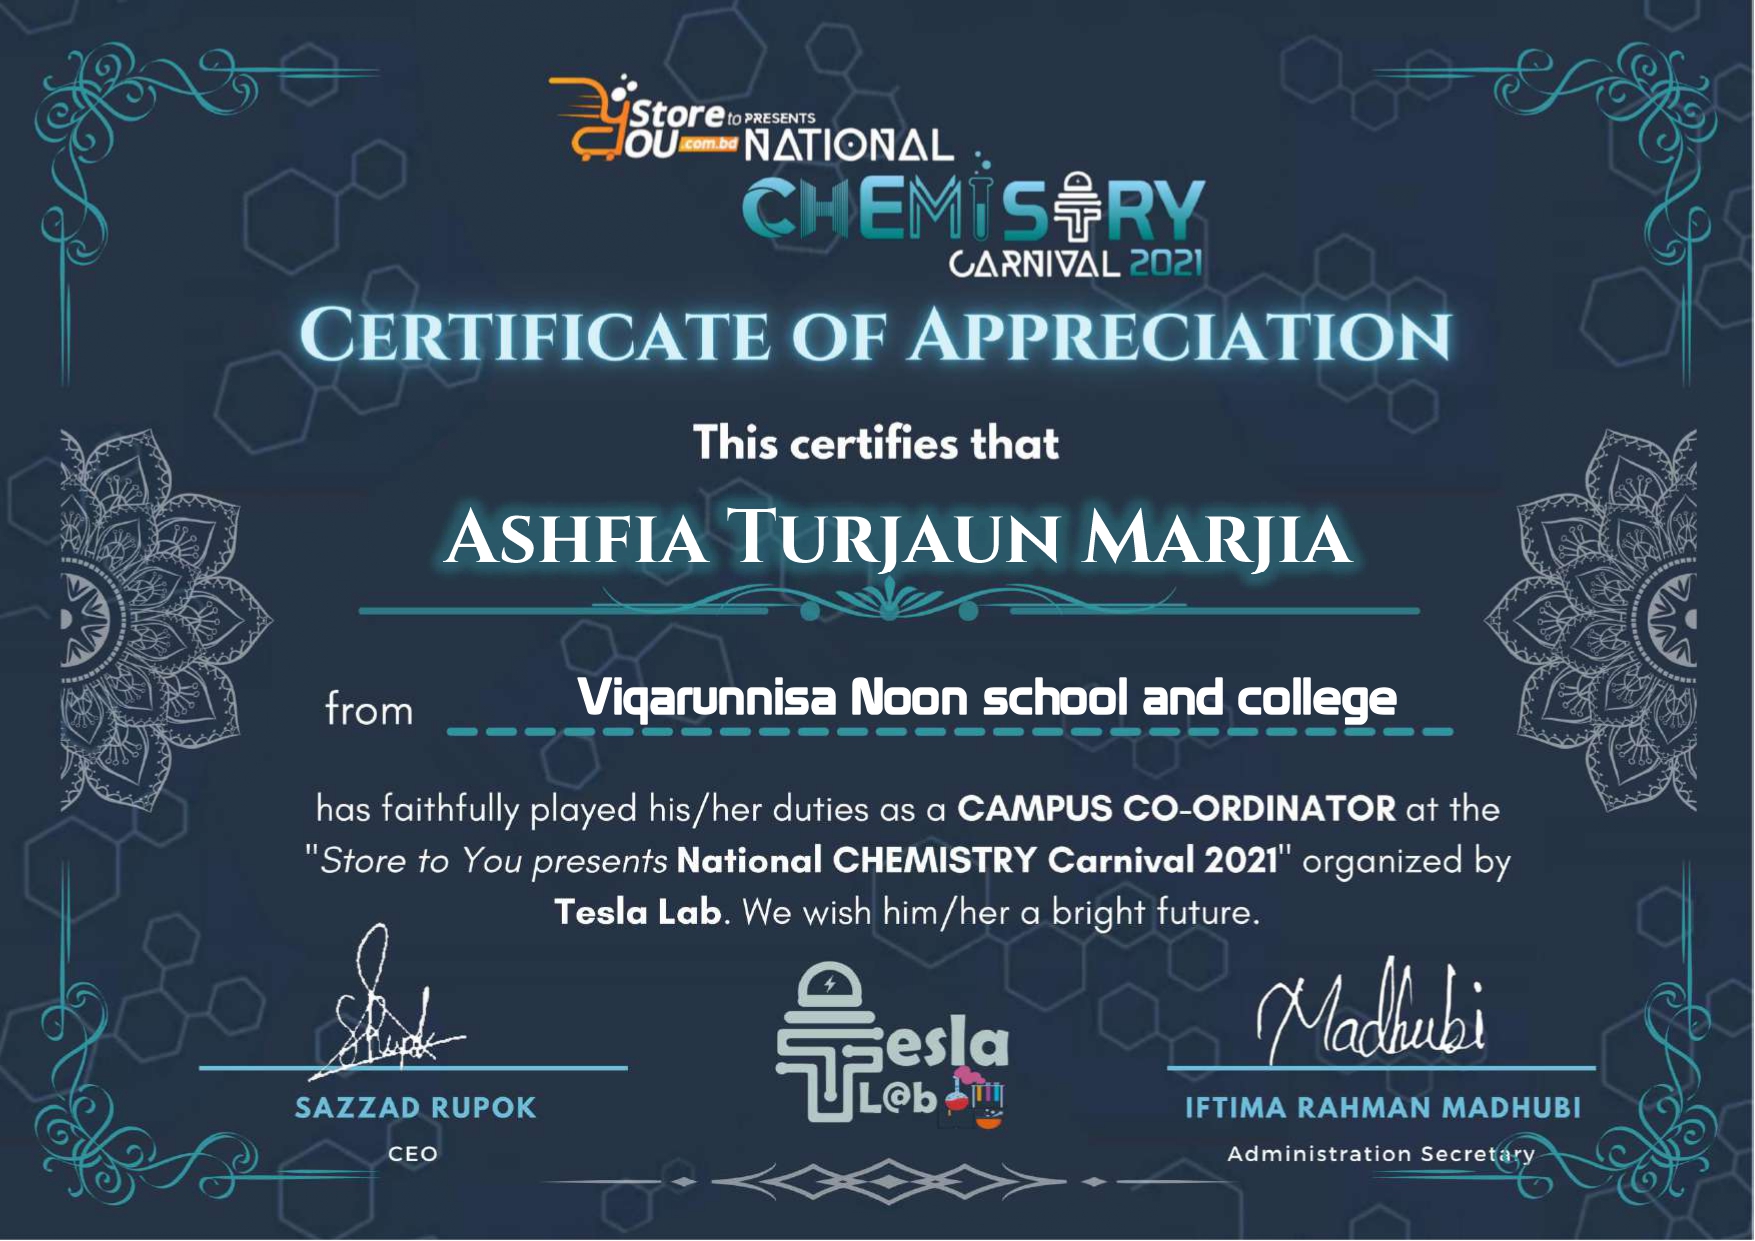 Store to PRESENTS
YOU.com.bd NATIONAL
CHEMISTRY
CARNIVAL 2021
CERTIFICATE OF APPRECIATION
This certifies that
ASHFIA TURJAUN MARJIA
from Viqarunnisa Noon school and college
has faithfully played his/her duties as a CAMPUS CO-ORDINATOR at the
"Store to You presents National CHEMISTRY Carnival 2021" organized by
Tesla Lab. We wish him/her a bright future.
SRupok
Madhubi
Tesla
L@b
SAZZAD RUPOK
IFTIMA RAHMAN MADHUBI
CEO
Administration Secretary